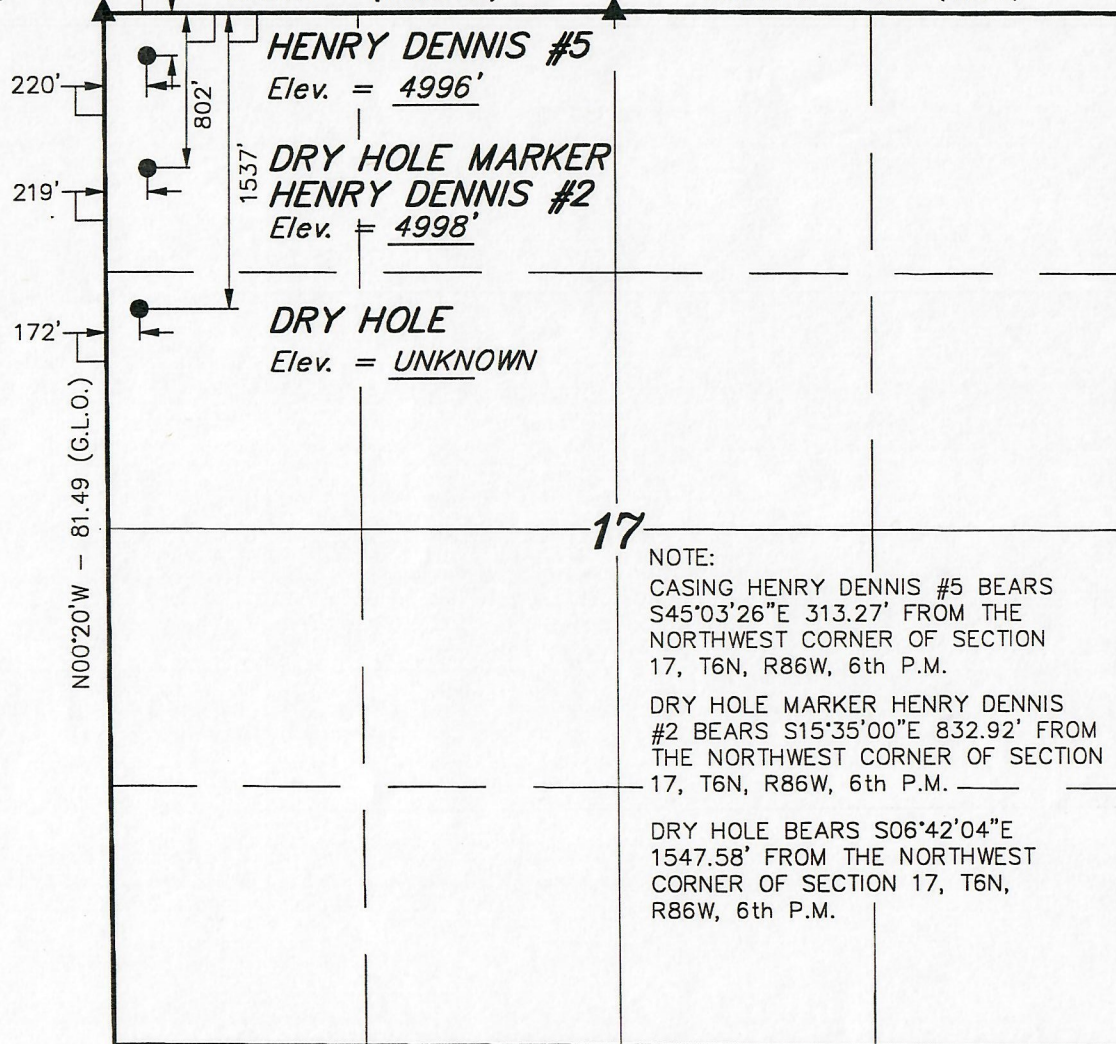 HENRY DENNIS #5
Elev. = 4996'
220'
802'
1537'
DRY HOLE MARKER
HENRY DENNIS #2
Elev. = 4998'
219'
DRY HOLE
Elev. = UNKNOWN
172'
N00°20'W - 81.49 (G.L.O.)
17
NOTE:
CASING HENRY DENNIS #5 BEARS
S45°03'26"E 313.27' FROM THE
NORTHWEST CORNER OF SECTION
17, T6N, R86W, 6th P.M.
DRY HOLE MARKER HENRY DENNIS
#2 BEARS S15°35'00"E 832.92' FROM
THE NORTHWEST CORNER OF SECTION
17, T6N, R86W, 6th P.M.
DRY HOLE BEARS S06°42'04"E
1547.58' FROM THE NORTHWEST
CORNER OF SECTION 17, T6N,
R86W, 6th P.M.